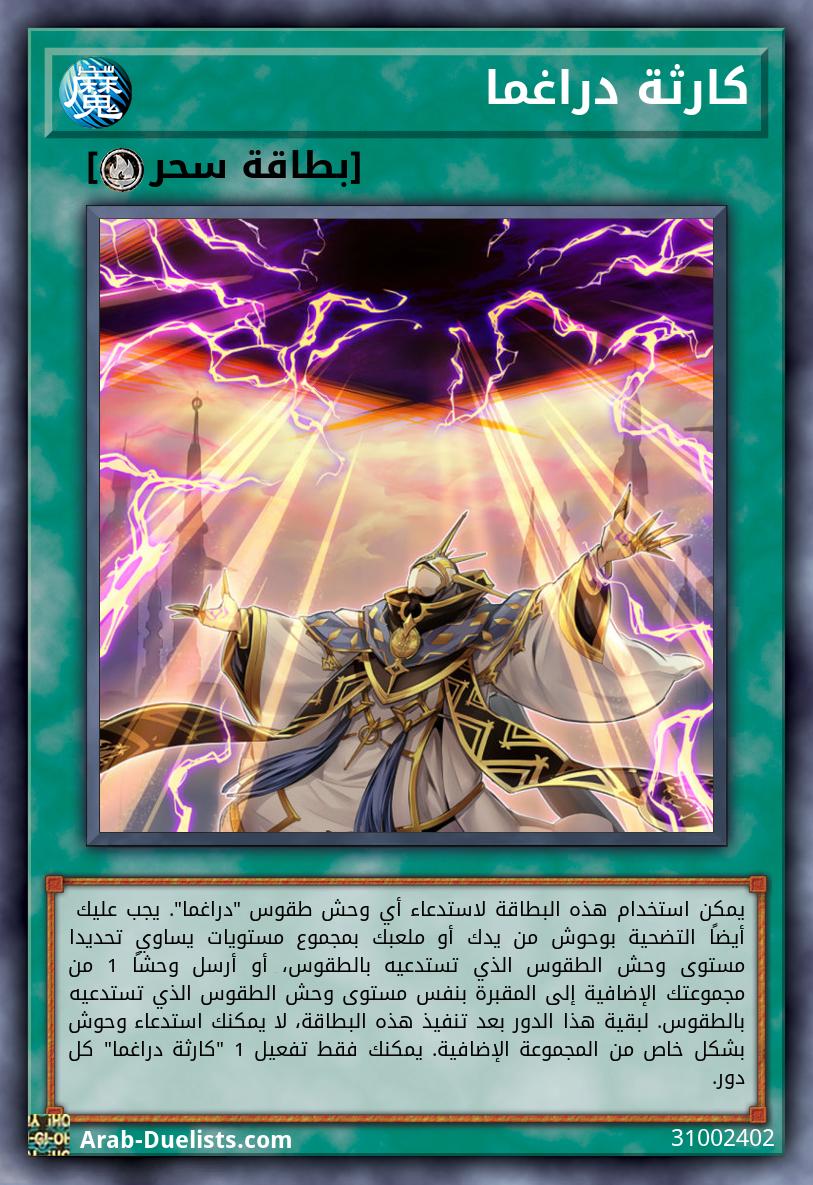 كارثة دراغما
魔
[بطاقة سحر]
يمكن استخدام هذه البطاقة لاستدعاء أي وحش طقوس "دراغما". يجب عليك
أيضاً التضحية بوحوش من يدك أو ملعبك بمجموع مستويات يساوي تحديدا
مستوى وحش الطقوس الذي تستدعيه بالطقوس، أو أرسل وحشاً 1 من
مجموعتك الإضافية إلى المقبرة بنفس مستوى وحش الطقوس الذي تستدعيه
بالطقوس. لبقية هذا الدور بعد تنفيذ هذه البطاقة، لا يمكنك استدعاء وحوش
بشكل خاص من المجموعة الإضافية. يمكنك فقط تفعيل 1 "كارثة دراغما" كل
دور.
Arab-Duelists.com
31002402